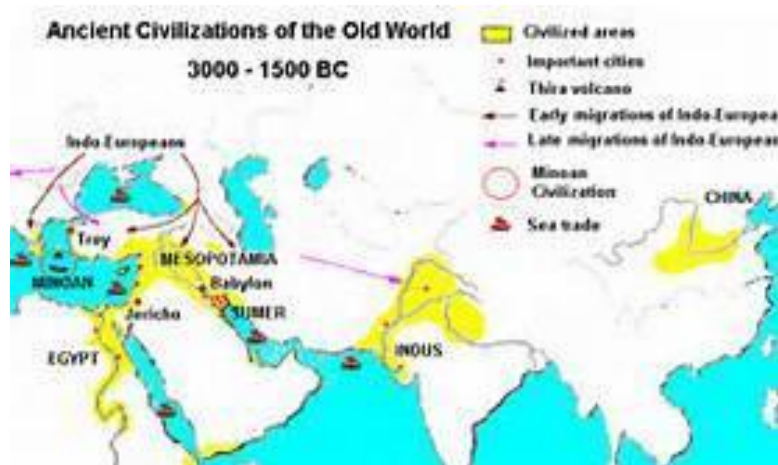 Ancient Civilizations of the Old World
3000 - 1500 BC
Civilized areas
Important cities
Thira volcano
Early migrations of Indo-Europea
Late migrations of Indo-European
Minoan
Civilization
Sea trade
Indo-Europeans
CHINA
Troy
MESOPOTAMIA
MINOAN
Babylon
Jericho
SUMER
EGYPT
INDUS